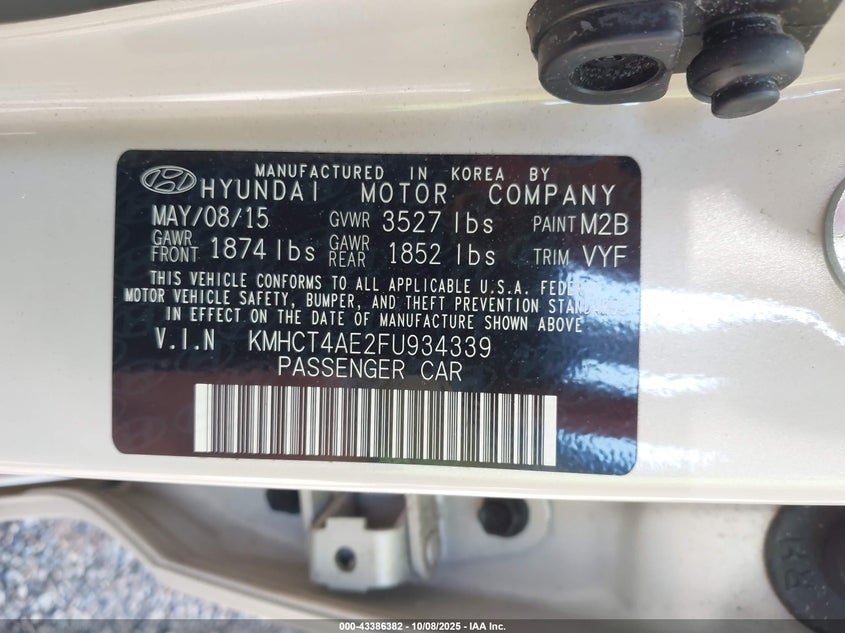 MANUFACTURED IN KOREA BY
HYUNDAI MOTOR COMPANY
MAY/08/15 GVWR 3527 lbs PAINT M2B
GAWR FRONT 1874 lbs GAWR REAR 1852 lbs TRIM VYF
THIS VEHICLE CONFORMS TO ALL APPLICABLE U.S.A.
MOTOR VEHICLE SAFETY, BUMPER, AND THEFT PREVENTION
IN EFFECT ON THE DATE OF MANUFACTURE SHOWN ABOVE
V.I.N KMHCT4AE2FU934339
PASSENGER CAR
000-43386382 | 10/08/2025 - IAA Inc.